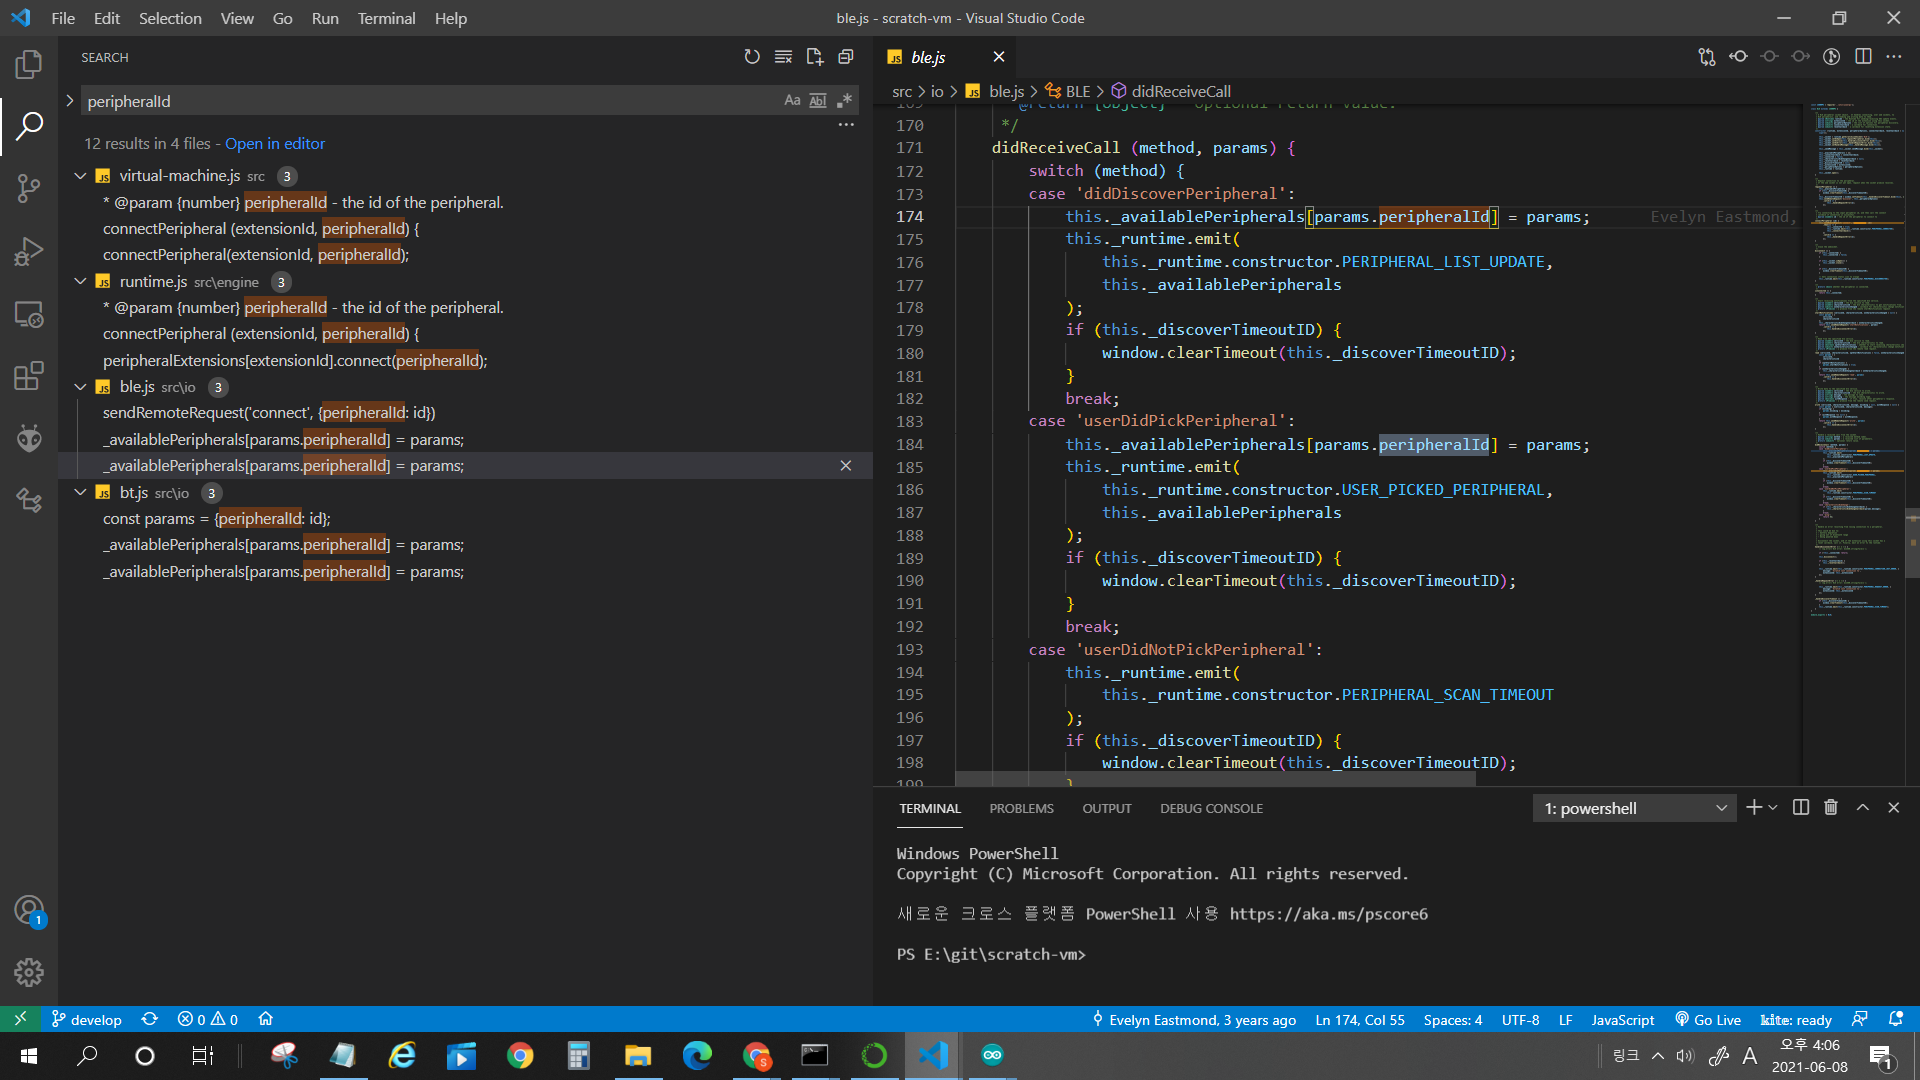 File Edit Selection View Go Run Terminal Help
ble.js - scratch-vm - Visual Studio Code
SEARCH
peripheralId
Aa Abl .*
12 results in 4 files - Open in editor
virtual-machine.js src 3
* @param {number} peripheralId - the id of the peripheral.
connectPeripheral (extensionId, peripheralId) {
connectPeripheral(extensionId, peripheralId);
runtime.js src\engine 3
* @param {number} peripheralId - the id of the peripheral.
connectPeripheral (extensionId, peripheralId) {
peripheralExtensions[extensionId].connect(peripheralId);
ble.js src\io 3
sendRemoteRequest('connect', {peripheralId: id})
_availablePeripherals[params.peripheralId] = params;
_availablePeripherals[params.peripheralId] = params;
bt.js src\io 3
const params = {peripheralId: id};
_availablePeripherals[params.peripheralId] = params;
_availablePeripherals[params.peripheralId] = params;
1
JS ble.js
src > io > JS ble.js > BLE > didReceiveCall
169 @return {object} - optional return value.
170 */
171 didReceiveCall (method, params) {
172 switch (method) {
173 case 'didDiscoverPeripheral':
174 this._availablePeripherals[params.peripheralId] = params; Evelyn Eastmond,
175 this._runtime.emit(
176 this._runtime.constructor.PERIPHERAL_LIST_UPDATE,
177 this._availablePeripherals
178 );
179 if (this._discoverTimeoutID) {
180 window.clearTimeout(this._discoverTimeoutID);
181 }
182 break;
183 case 'userDidPickPeripheral':
184 this._availablePeripherals[params.peripheralId] = params;
185 this._runtime.emit(
186 this._runtime.constructor.USER_PICKED_PERIPHERAL,
187 this._availablePeripherals
188 );
189 if (this._discoverTimeoutID) {
190 window.clearTimeout(this._discoverTimeoutID);
191 }
192 break;
193 case 'userDidNotPickPeripheral':
194 this._runtime.emit(
195 this._runtime.constructor.PERIPHERAL_SCAN_TIMEOUT
196 );
197 if (this._discoverTimeoutID) {
198 window.clearTimeout(this._discoverTimeoutID);
199 }
TERMINAL PROBLEMS OUTPUT DEBUG CONSOLE
1: powershell
Windows PowerShell
Copyright (C) Microsoft Corporation. All rights reserved.
새로운 크로스 플랫폼 PowerShell 사용 https://aka.ms/pscore6
PS E:\git\scratch-vm>
develop 0 0
Evelyn Eastmond, 3 years ago Ln 174, Col 55 Spaces: 4 UTF-8 LF JavaScript Go Live kite: ready
링크 A 오후 4:06
2021-06-08
1